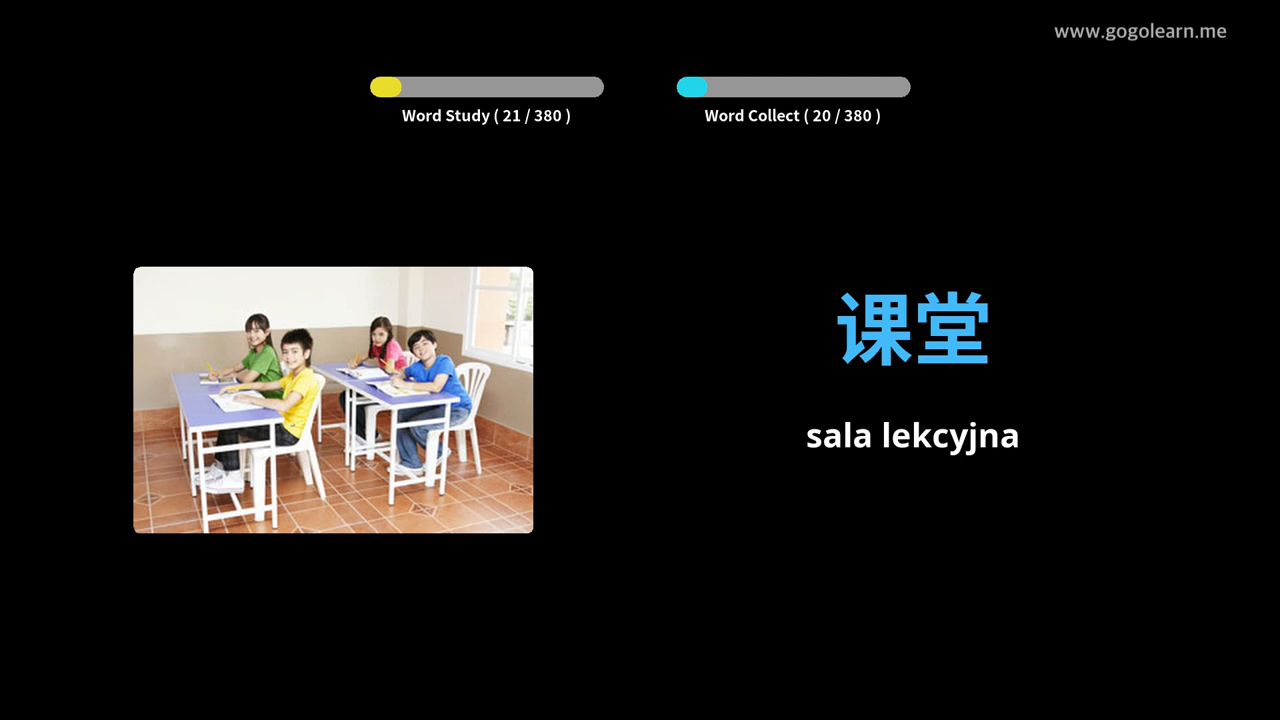 www.gogolearn.me
Word Study ( 21 / 380 )
Word Collect ( 20 / 380 )
课堂
sala lekcyjna